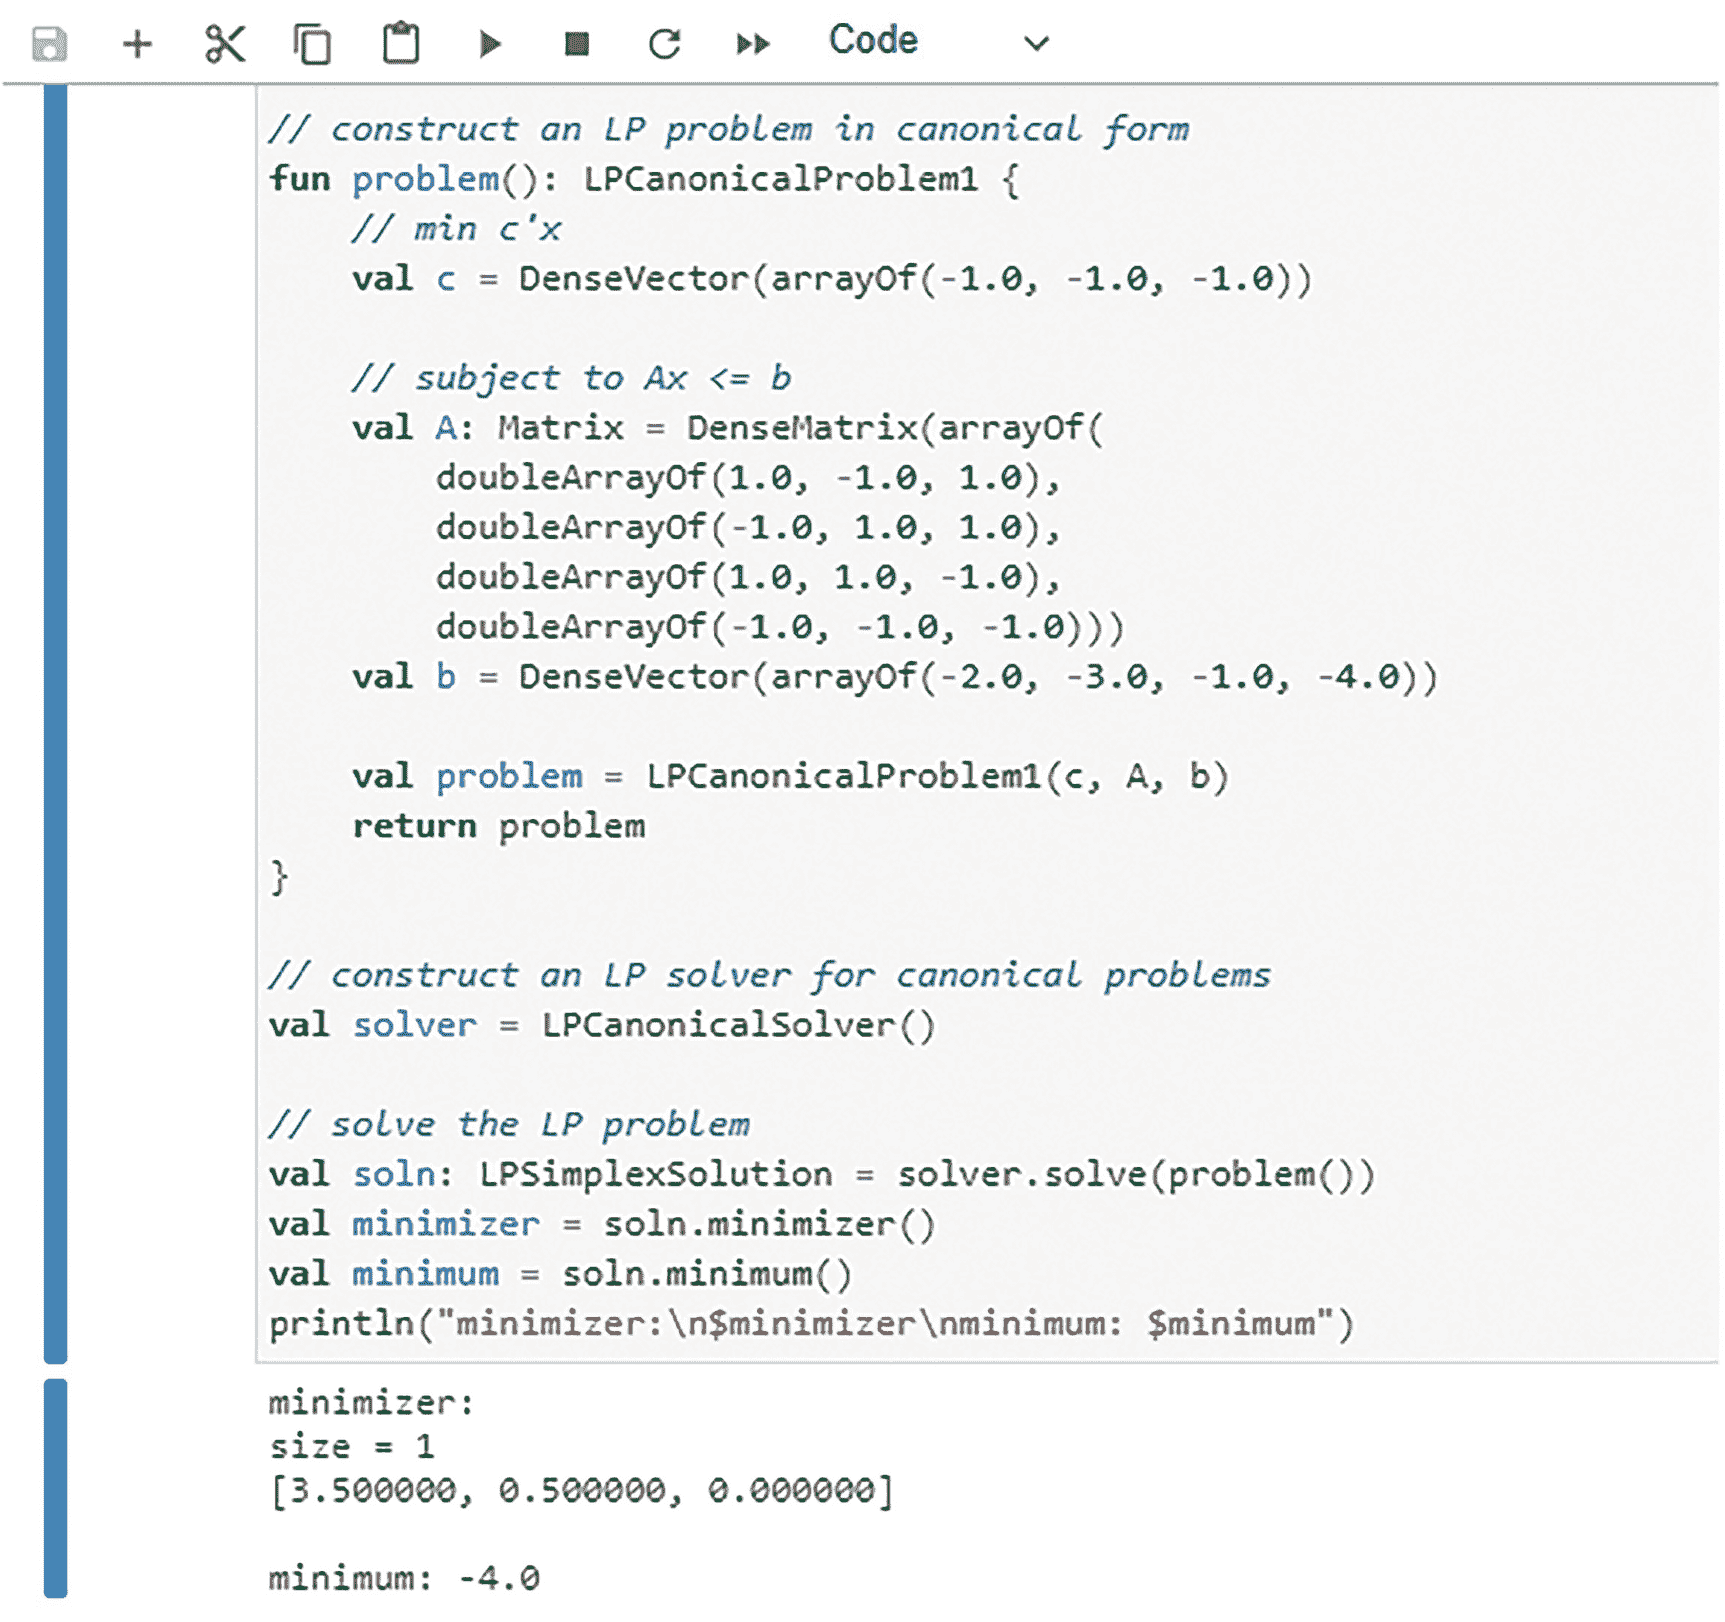 Code
// construct an LP problem in canonical form
fun problem(): LPCanonicalProblem1 {
    // min c'x
    val c = DenseVector(arrayOf(-1.0, -1.0, -1.0))

    // subject to Ax <= b
    val A: Matrix = DenseMatrix(arrayOf(
        doubleArrayOf(1.0, -1.0, 1.0),
        doubleArrayOf(-1.0, 1.0, 1.0),
        doubleArrayOf(1.0, 1.0, -1.0),
        doubleArrayOf(-1.0, -1.0, -1.0)))
    val b = DenseVector(arrayOf(-2.0, -3.0, -1.0, -4.0))

    val problem = LPCanonicalProblem1(c, A, b)
    return problem
}

// construct an LP solver for canonical problems
val solver = LPCanonicalSolver()

// solve the LP problem
val soln: LPSimplexSolution = solver.solve(problem())
val minimizer = soln.minimizer()
val minimum = soln.minimum()
println("minimizer:\n$minimizer\nminimum: $minimum")
minimizer:
size = 1
[3.500000, 0.500000, 0.000000]

minimum: -4.0